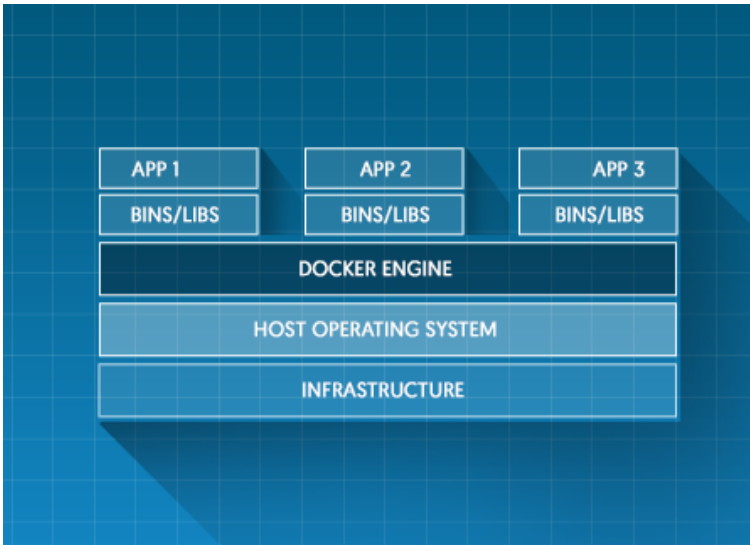 APP 1 APP 2 APP 3
BINS/LIBS BINS/LIBS BINS/LIBS
DOCKER ENGINE
HOST OPERATING SYSTEM
INFRASTRUCTURE